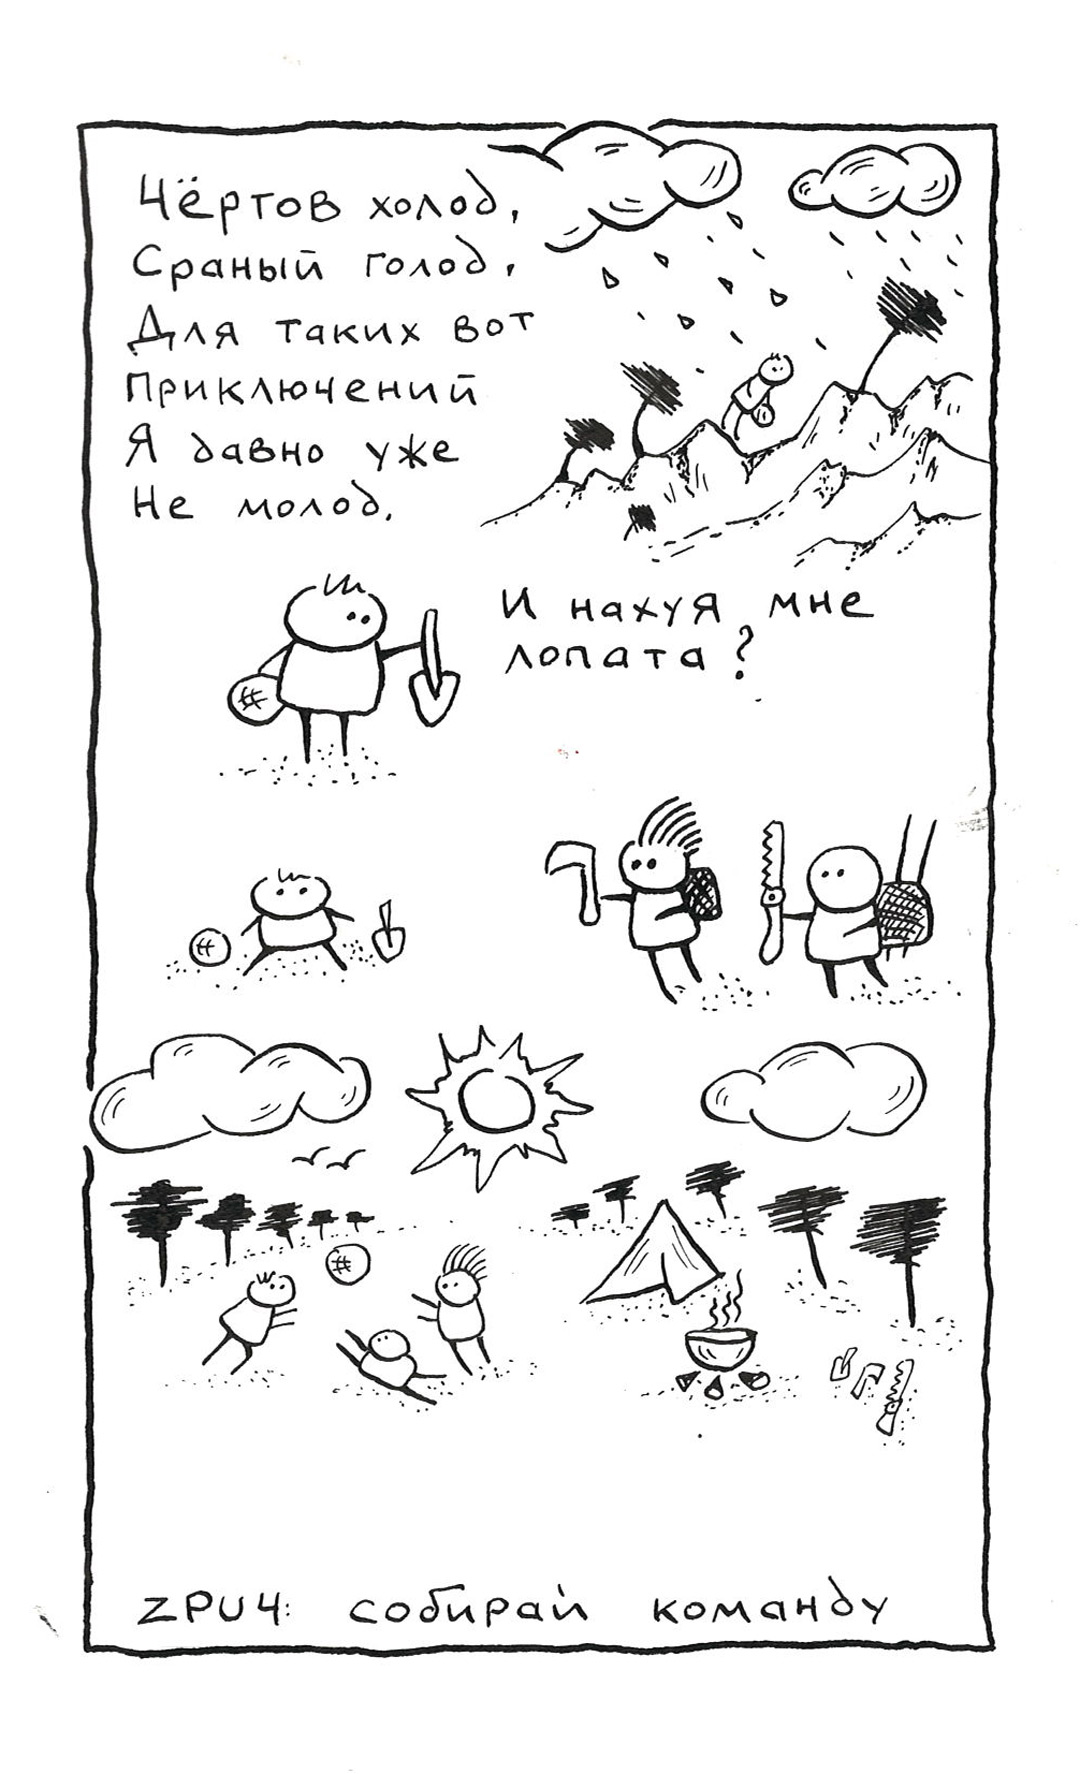 Чёртов холод,
Сраный голод,
Для таких вот
Приключений
Я давно уже
Не молод.
И нахуя мне
лопата?
ZPU4: собирай команду